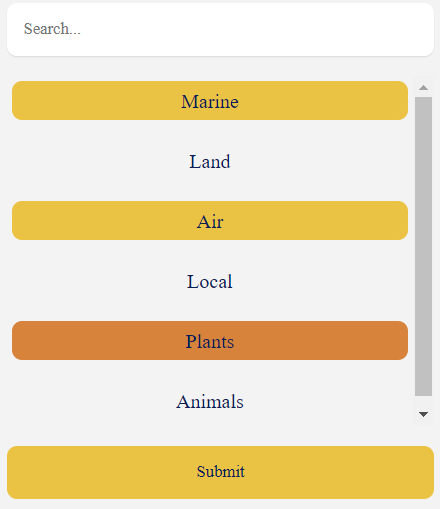 Search...
Marine
Land
Air
Local
Plants
Animals
Submit